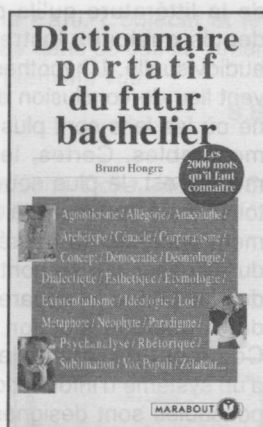 Dictionnaire
portatif
du futur
bachelier
Bruno Hongre
Les
2000 mots
qu'il faut
connaître
Agnosticisme / Allégorie / Anacoluthe /
Archétype / Cénacle / Corporatisme /
Concept / Démocratie / Déontologie /
Dialectique / Esthétique / Etymologie /
Existentialisme / Idéologie / Loi /
Métaphore / Néophyte / Paradigme /
Psychanalyse / Rhétorique /
Sublimation / Vox Populi / Zélateur...
MARABOUT